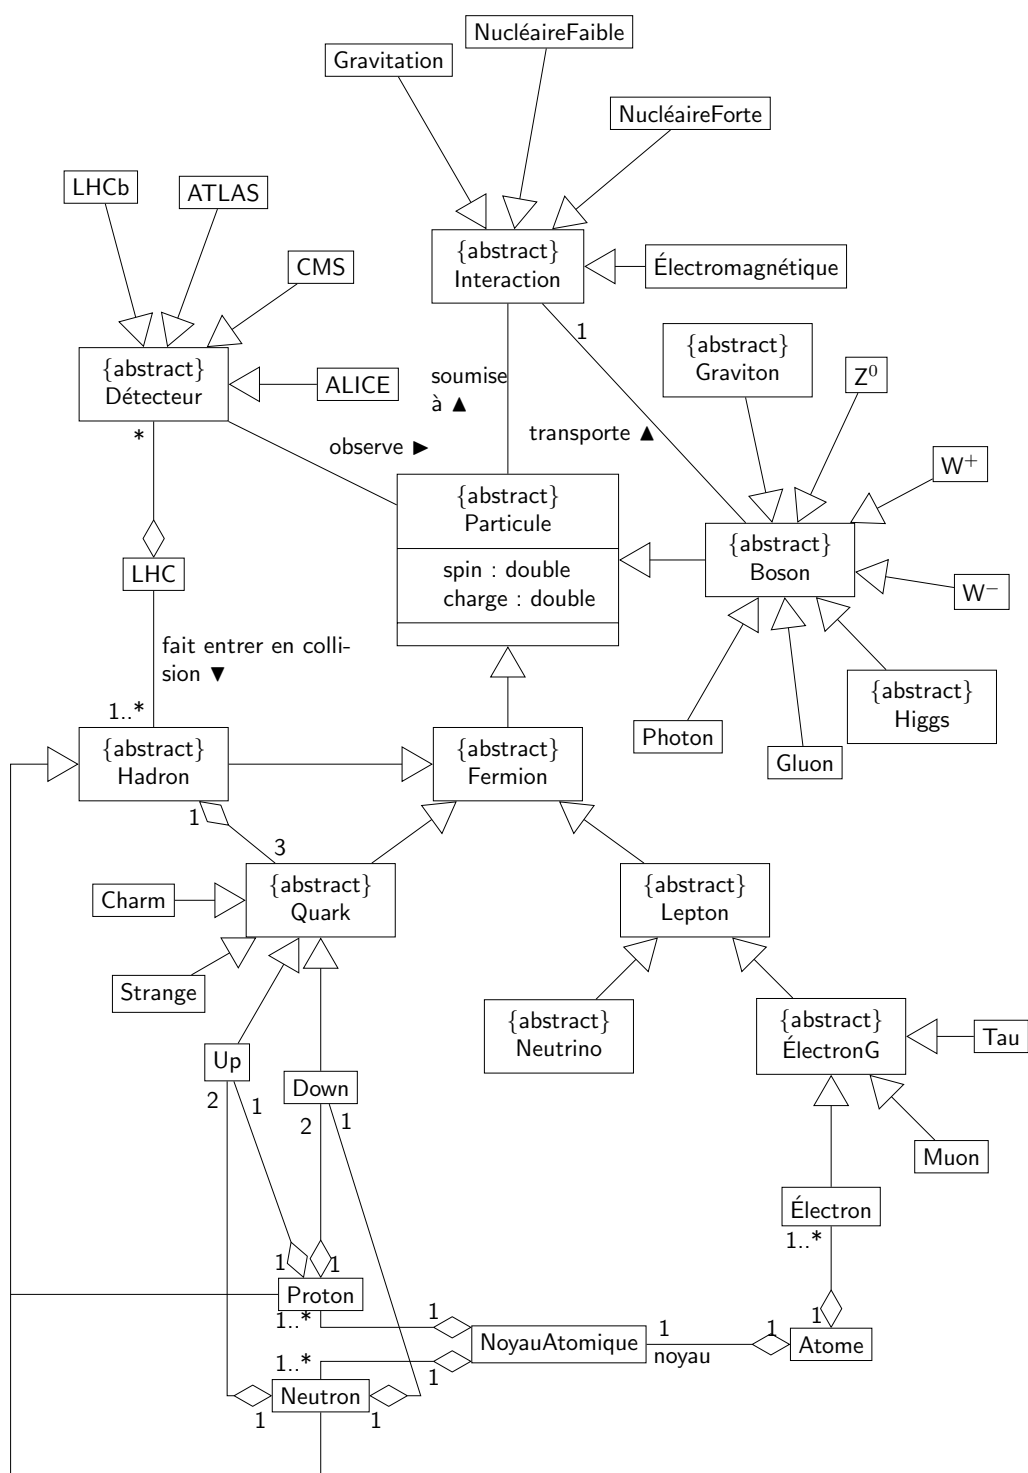 NucléaireFaible
Gravitation
NucléaireForte
LHCb
ATLAS
{abstract}
Interaction
CMS
Électromagnétique
1
{abstract}
Graviton
Z⁰
{abstract}
Détecteur
ALICE
soumise
à ▲
*
observe ►
transporte ▲
W⁺
{abstract}
Particule
spin : double
charge : double
{abstract}
Boson
LHC
W⁻
fait entrer en colli-
sion ▼
1..*
{abstract}
Higgs
Photon
Gluon
{abstract}
Hadron
{abstract}
Fermion
1
3
{abstract}
Quark
{abstract}
Lepton
Charm
Strange
{abstract}
Neutrino
{abstract}
ÉlectronG
Tau
Up
Down
2
1
2
1
Muon
Électron
1..*
1
1
Proton
1..*
1
NoyauAtomique
1
noyau
1
1
Atome
1..*
1
Neutron
1
1